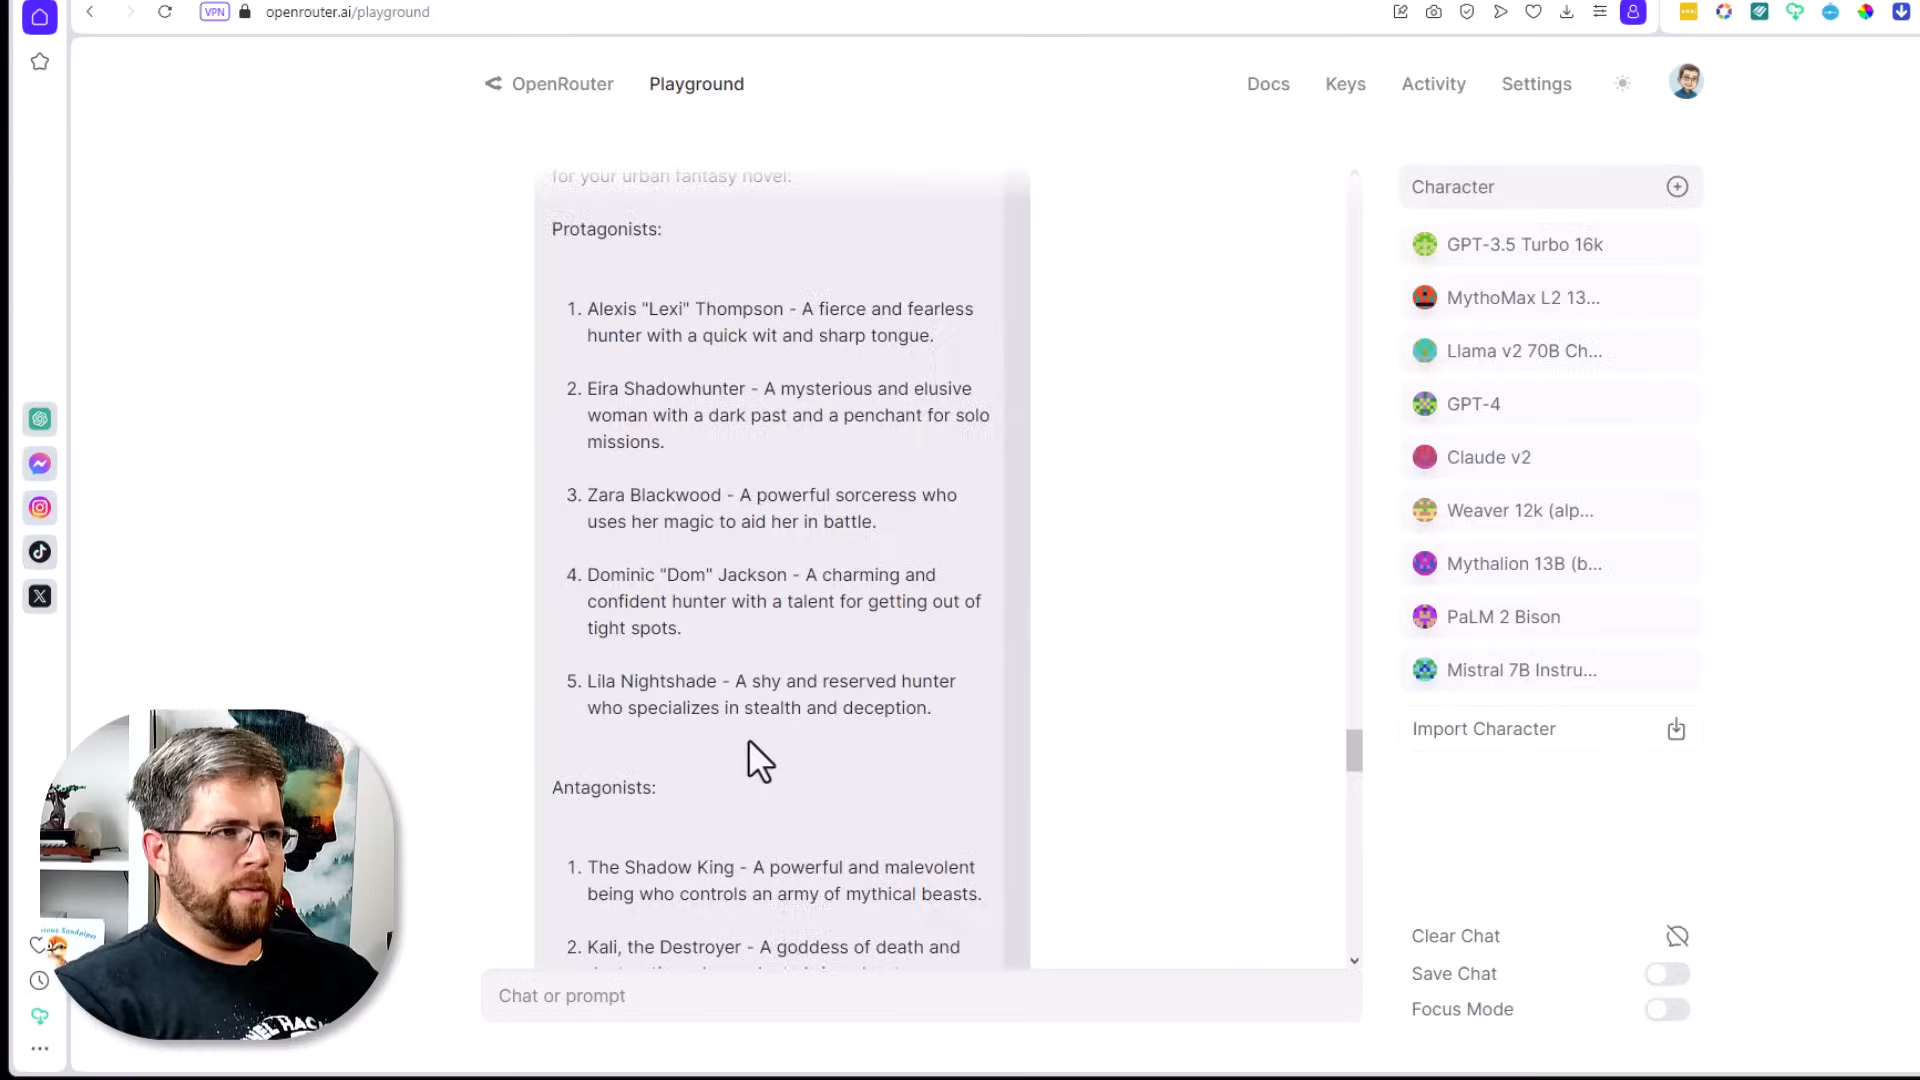 VPN openrouter.ai/playground
OpenRouter Playground Docs Keys Activity Settings
for your urban fantasy novel:
Protagonists:
1. Alexis "Lexi" Thompson - A fierce and fearless
hunter with a quick wit and sharp tongue.
2. Eira Shadowhunter - A mysterious and elusive
woman with a dark past and a penchant for solo
missions.
3. Zara Blackwood - A powerful sorceress who
uses her magic to aid her in battle.
4. Dominic "Dom" Jackson - A charming and
confident hunter with a talent for getting out of
tight spots.
5. Lila Nightshade - A shy and reserved hunter
who specializes in stealth and deception.
Antagonists:
1. The Shadow King - A powerful and malevolent
being who controls an army of mythical beasts.
2. Kali, the Destroyer - A goddess of death and
Chat or prompt
Character
GPT-3.5 Turbo 16k
MythoMax L2 13...
Llama v2 70B Ch...
GPT-4
Claude v2
Weaver 12k (alp...
Mythalion 13B (b...
PaLM 2 Bison
Mistral 7B Instru...
Import Character
Clear Chat
Save Chat
Focus Mode
Sandpiper